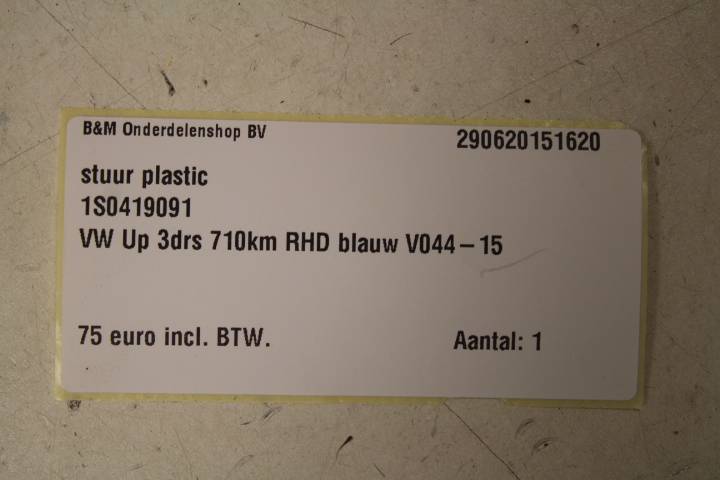 B&M Onderdelenshop BV 290620151620
stuur plastic
1S0419091
VW Up 3drs 710km RHD blauw V044-15
75 euro incl. BTW. Aantal: 1